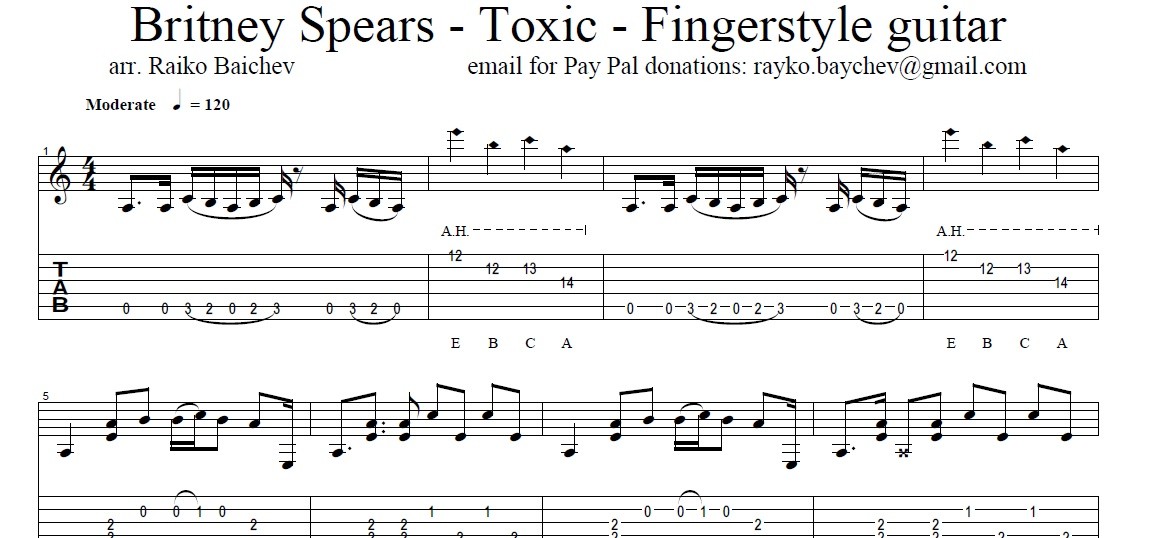 Britney Spears - Toxic - Fingerstyle guitar
arr. Raiko Baichev email for Pay Pal donations: rayko.baychev@gmail.com
Moderate = 120
1
4
4
A.H. A.H.
T
A
B
12 12
12 13 12 13
14 14
0 0 3 2 0 2 3 0 3 2 0 0 0 3 2 0 2 3 0 3 2 0
E B C A E B C A
5
0 0 1 0 1 1 0 0 1 0 1 1
2 2 2 2 2 2 2 2